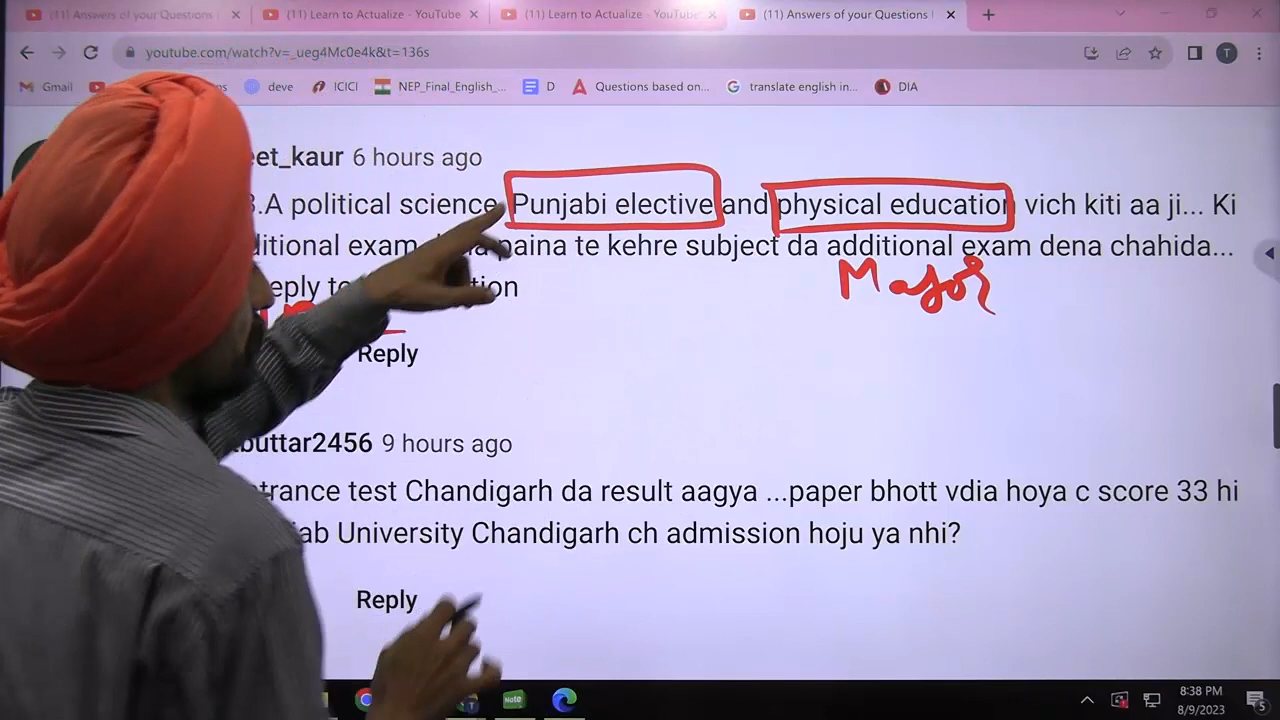 (11) Answers of your Questions
(11) Learn to Actualize - YouTube
(11) Learn to Actualize - YouTube
(11) Answers of your Questions
youtube.com/watch?v=_ueg4Mc0e4k&t=136s
T
Gmail
deve
ICICI
NEP_Final_English_...
D
Questions based on...
translate english in...
DIA
eet_kaur 6 hours ago
.A political science Punjabi elective and physical education vich kiti aa ji... Ki
ditional exam paina te kehre subject da additional exam dena chahida...
Major
eply
Reply
buttar2456 9 hours ago
trance test Chandigarh da result aagya ...paper bhott vdia hoya c score 33 hi
ab University Chandigarh ch admission hoju ya nhi?
Reply
Note
8:38 PM
8/9/2023
5